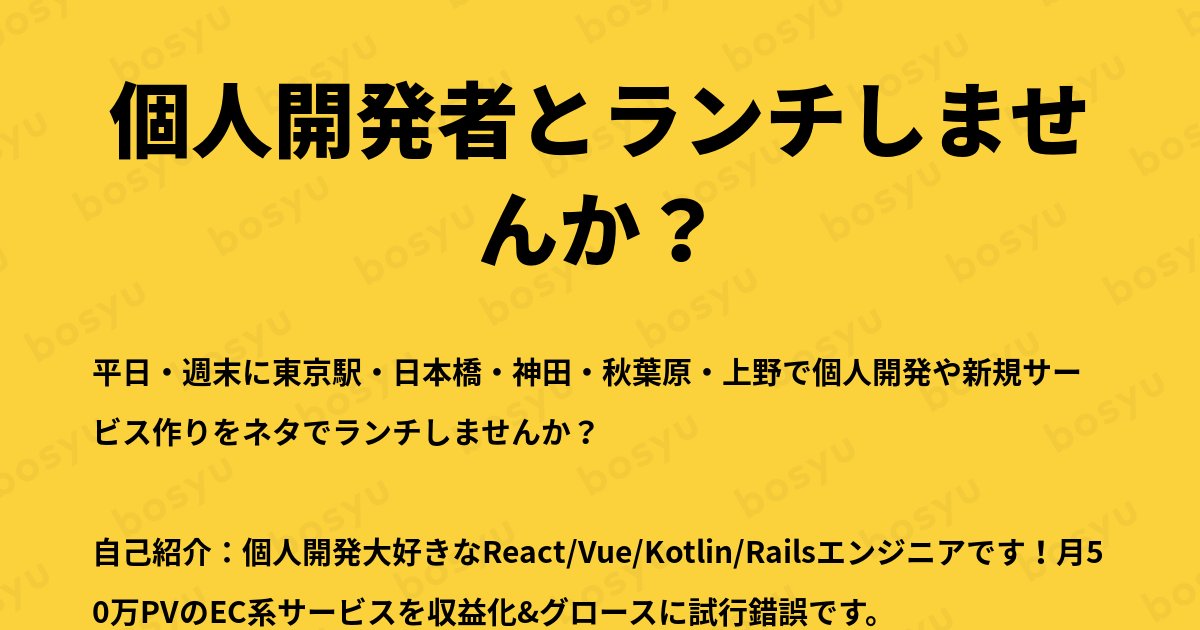 個人開発者とランチしませ
んか？
平日・週末に東京駅・日本橋・神田・秋葉原・上野で個人開発や新規サー
ビス作りをネタでランチしませんか？
自己紹介：個人開発大好きなReact/Vue/Kotlin/Railsエンジニアです！月5
0万PVのEC系サービスを収益化&グロースに試行錯誤です。